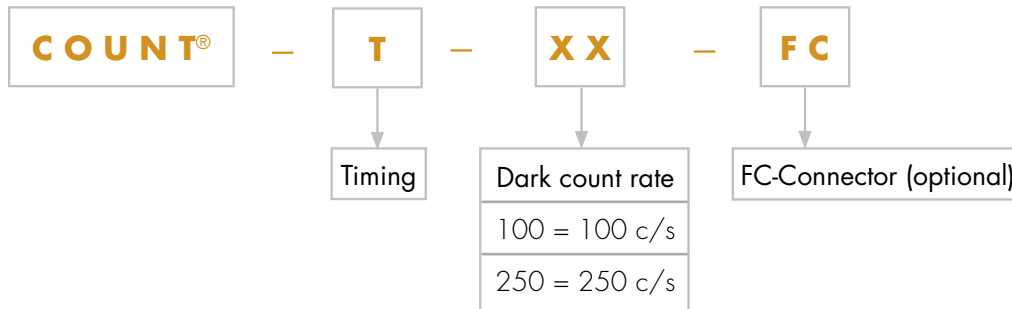 COUNT® – T – XX – FC
Timing
Dark count rate
FC-Connector (optional)
100 = 100 c/s
250 = 250 c/s